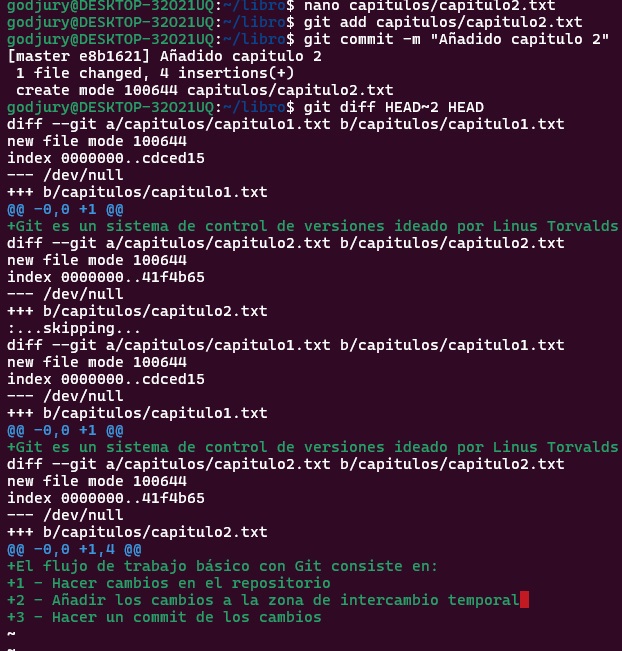 godjury@DESKTOP-32O21UQ:~/libro$ nano capitulos/capitulo2.txt
godjury@DESKTOP-32O21UQ:~/libro$ git add capitulos/capitulo2.txt
godjury@DESKTOP-32O21UQ:~/libro$ git commit -m "Añadido capitulo 2"
[master e8b1621] Añadido capitulo 2
 1 file changed, 4 insertions(+)
 create mode 100644 capitulos/capitulo2.txt
godjury@DESKTOP-32O21UQ:~/libro$ git diff HEAD~2 HEAD
diff --git a/capitulos/capitulo1.txt b/capitulos/capitulo1.txt
new file mode 100644
index 0000000..cdced15
--- /dev/null
+++ b/capitulos/capitulo1.txt
@@ -0,0 +1 @@
+Git es un sistema de control de versiones ideado por Linus Torvalds
diff --git a/capitulos/capitulo2.txt b/capitulos/capitulo2.txt
new file mode 100644
index 0000000..41f4b65
--- /dev/null
+++ b/capitulos/capitulo2.txt
:...skipping...
diff --git a/capitulos/capitulo1.txt b/capitulos/capitulo1.txt
new file mode 100644
index 0000000..cdced15
--- /dev/null
+++ b/capitulos/capitulo1.txt
@@ -0,0 +1 @@
+Git es un sistema de control de versiones ideado por Linus Torvalds
diff --git a/capitulos/capitulo2.txt b/capitulos/capitulo2.txt
new file mode 100644
index 0000000..41f4b65
--- /dev/null
+++ b/capitulos/capitulo2.txt
@@ -0,0 +1,4 @@
+El flujo de trabajo básico con Git consiste en:
+1 - Hacer cambios en el repositorio
+2 - Añadir los cambios a la zona de intercambio temporal
+3 - Hacer un commit de los cambios
~
~